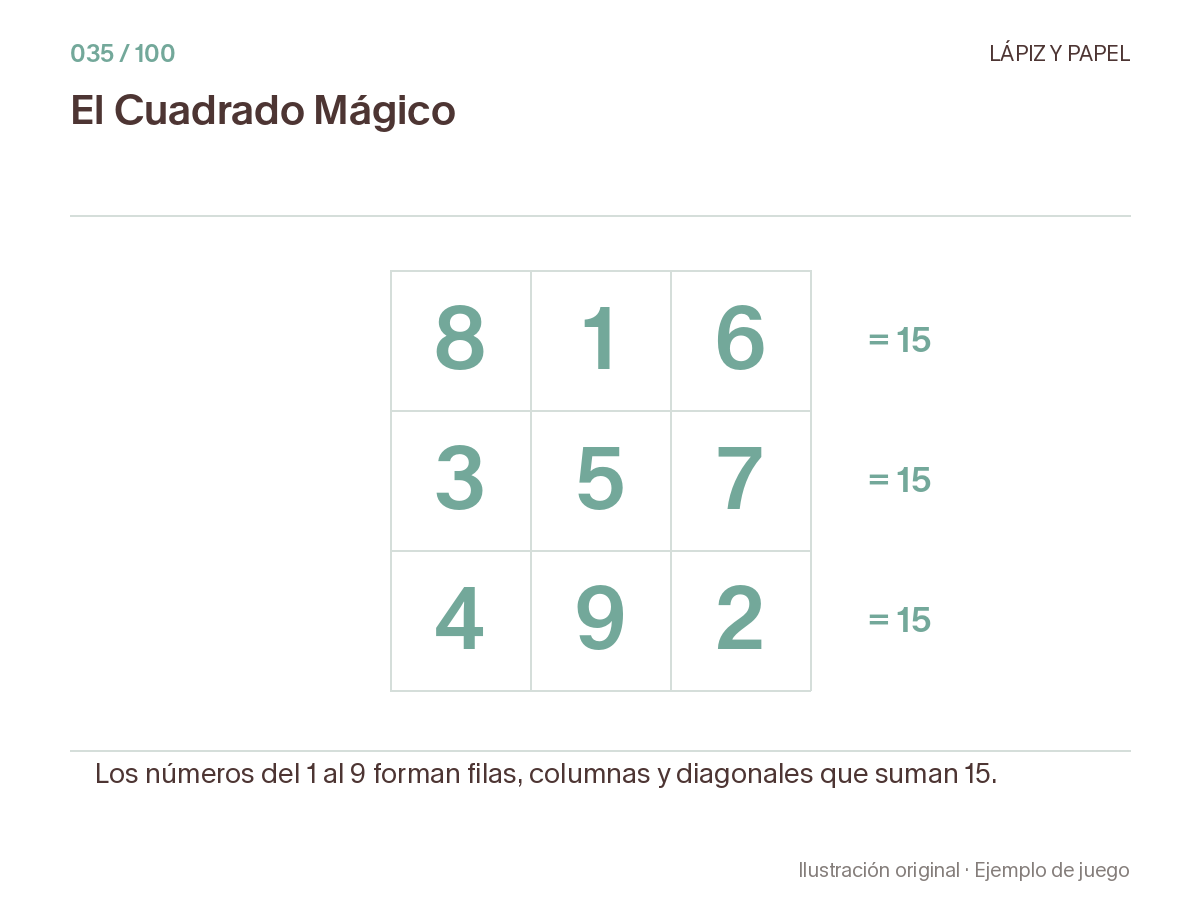 035 / 100
LÁPIZ Y PAPEL
El Cuadrado Mágico
8 1 6 = 15
3 5 7 = 15
4 9 2 = 15
Los números del 1 al 9 forman filas, columnas y diagonales que suman 15.
Ilustración original · Ejemplo de juego